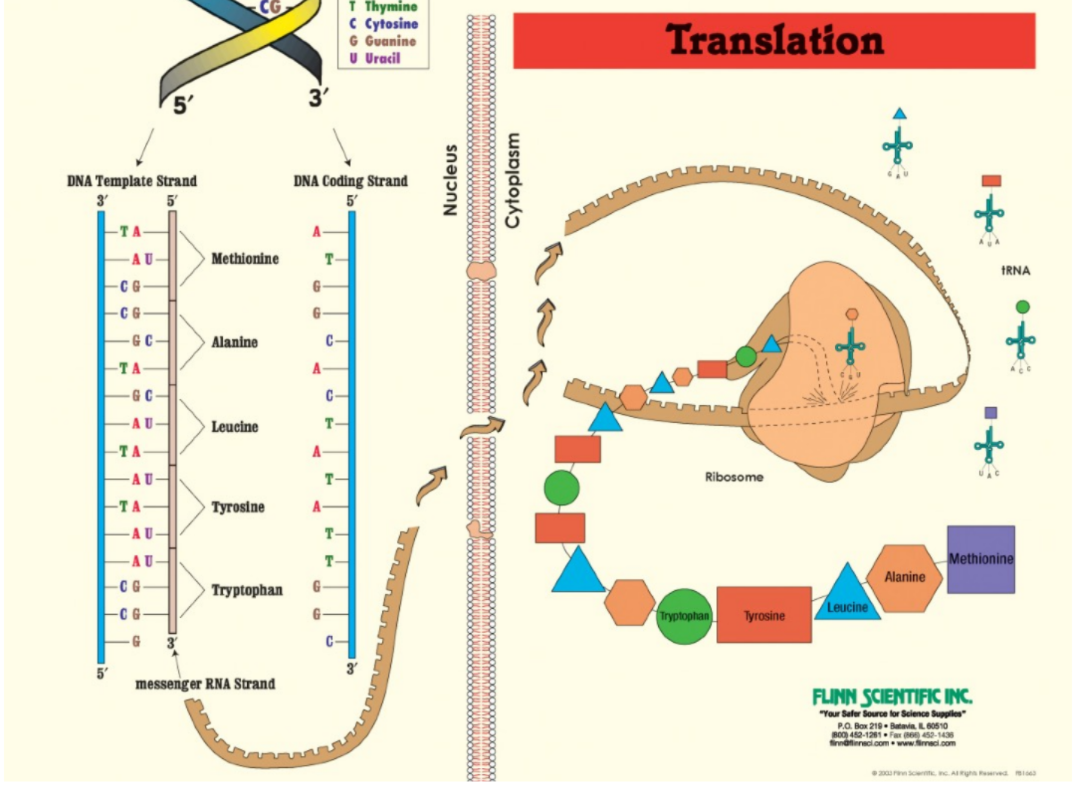 CG
T Thymine
C Cytosine
G Guanine
U Uracil
5′
3′
DNA Template Strand
DNA Coding Strand
3′
5′
5′
T A
A U
C G
C G
G C
T A
G C
A U
T A
A U
T A
A U
A U
C G
C G
G
Methionine
Alanine
Leucine
Tyrosine
Tryptophan
A
T
G
G
C
A
C
T
A
T
A
T
T
G
G
C
5′
3′
3′
messenger RNA Strand
Nucleus
Cytoplasm
Translation
G A U
A U A
tRNA
A C C
U A C
C G U
Ribosome
Tryptophan
Tyrosine
Leucine
Alanine
Methionine
FLINN SCIENTIFIC INC.
"Your Safer Source for Science Supplies"
P.O. Box 219 • Batavia, IL 60510
(800) 452-1261 • Fax (866) 452-1436
flinn@flinnsci.com • www.flinnsci.com
© 2002 Flinn Scientific, Inc. All Rights Reserved.